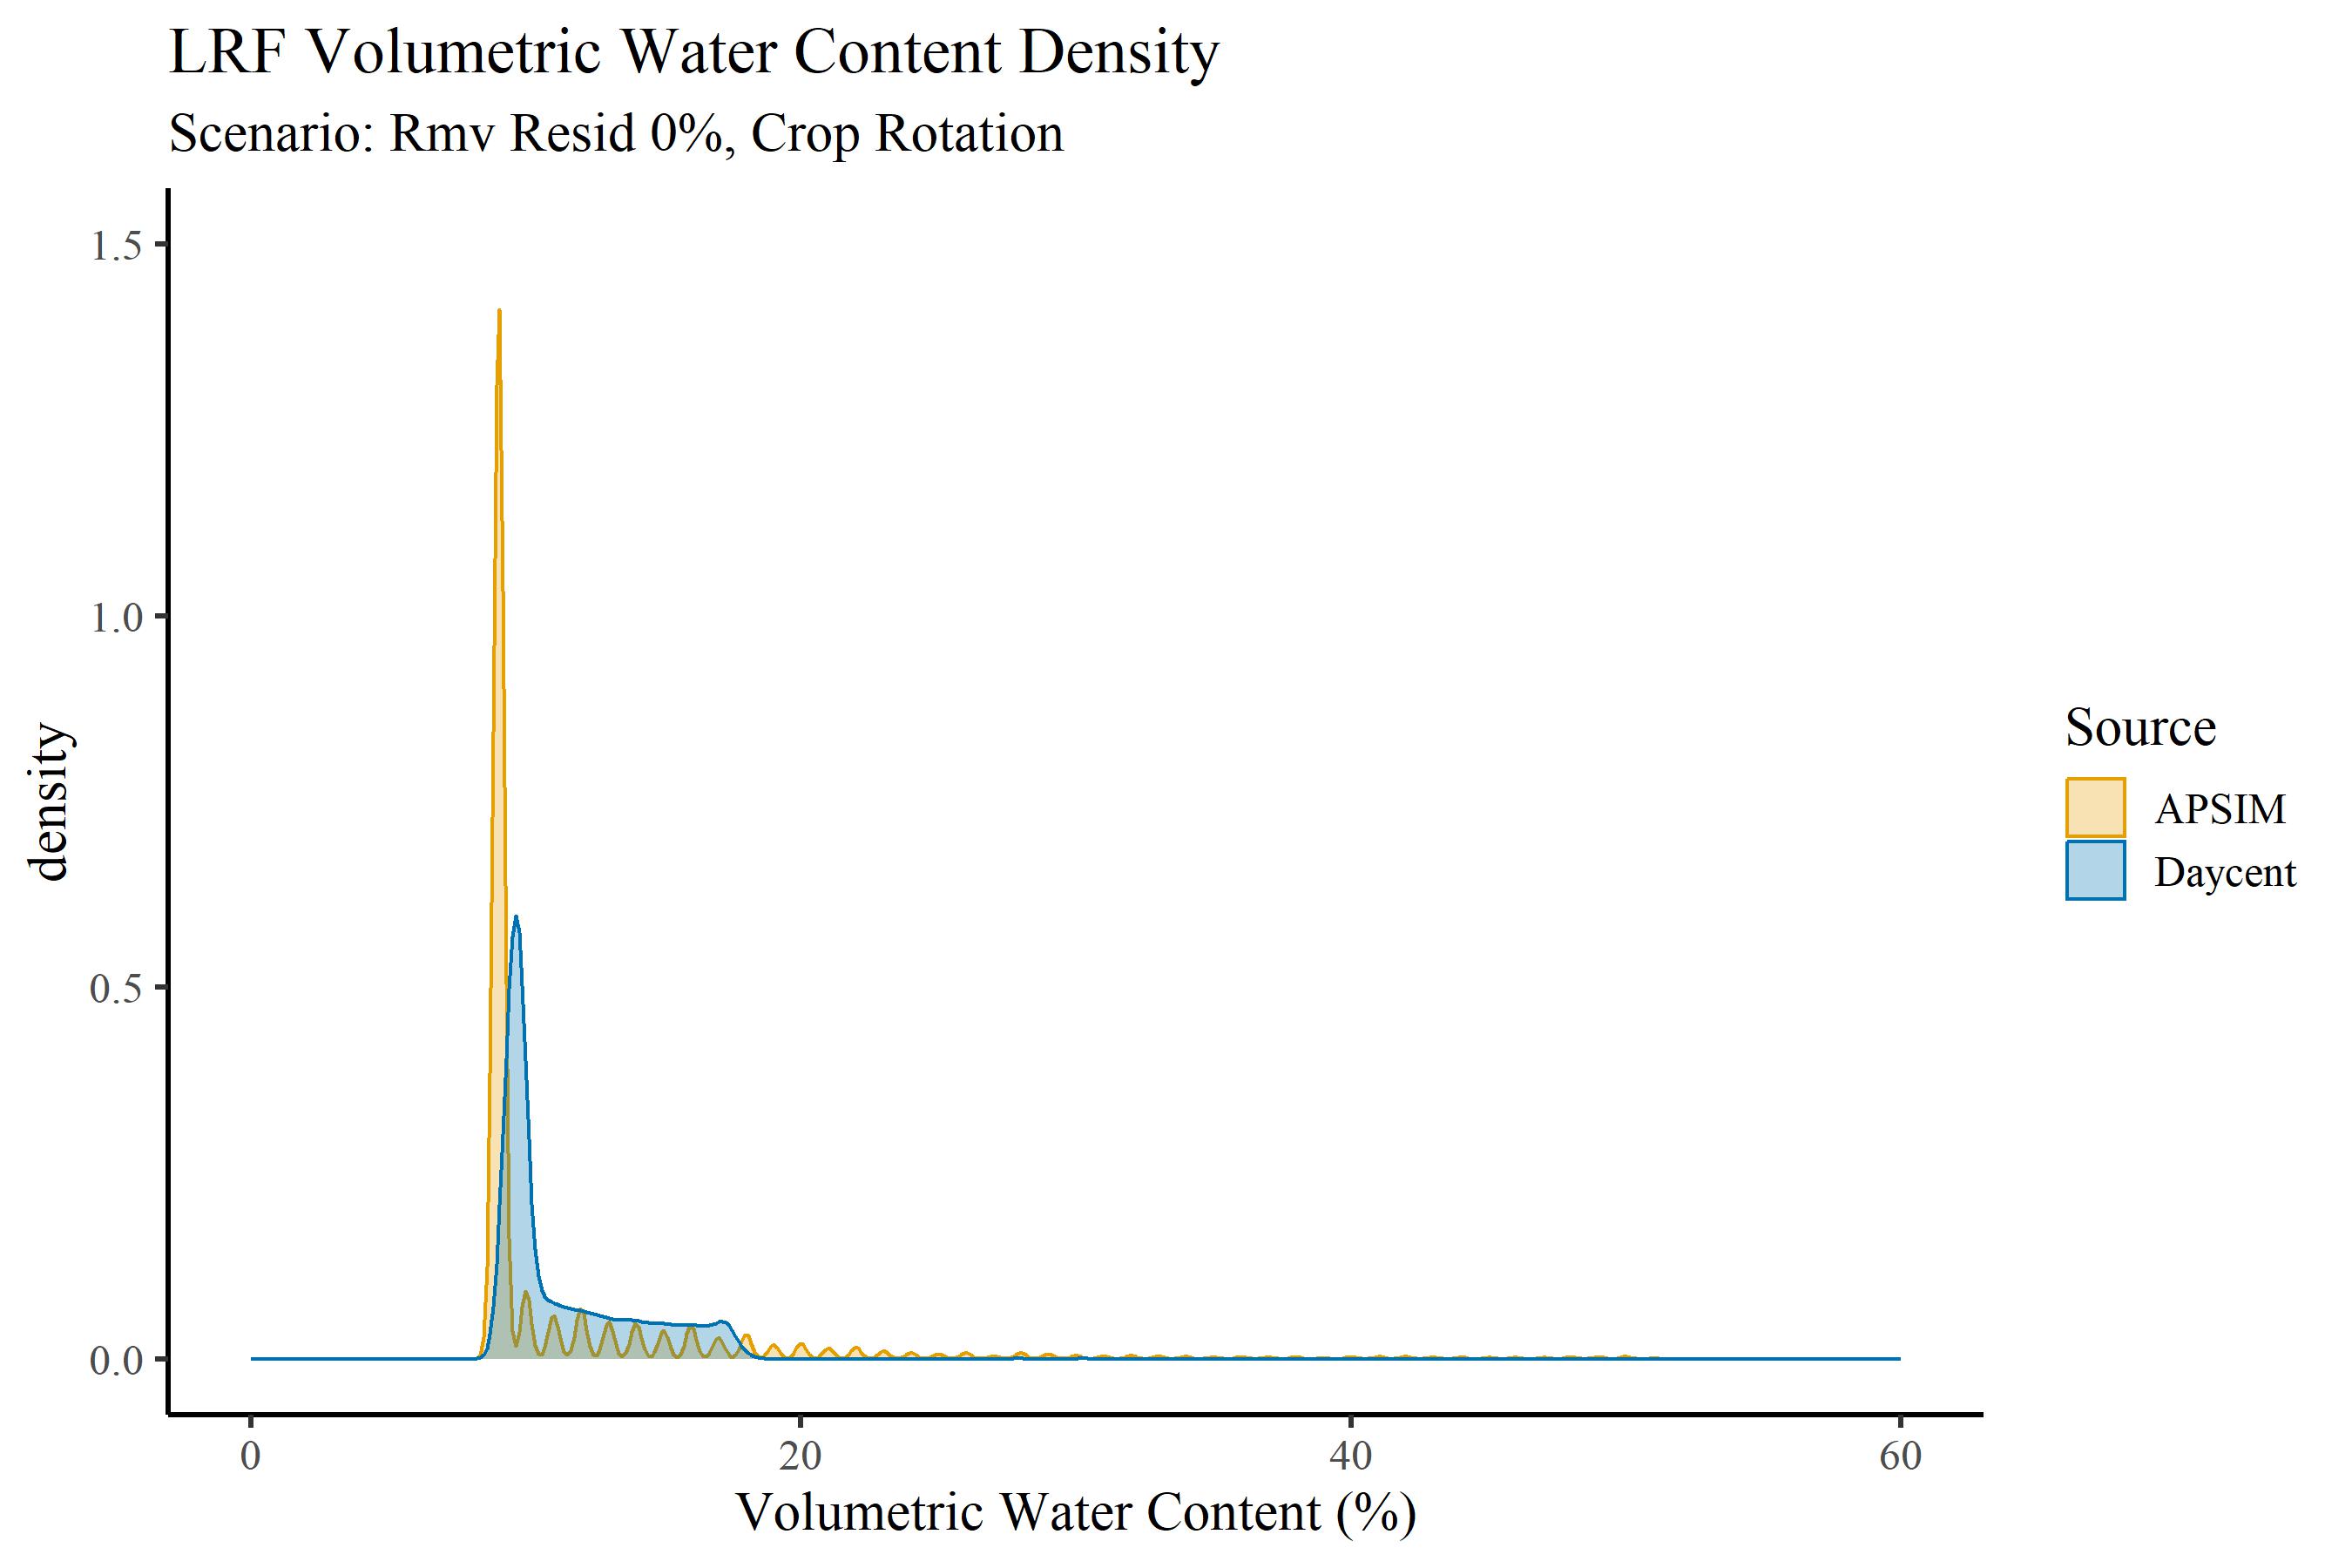 LRF Volumetric Water Content Density
Scenario: Rmv Resid 0%, Crop Rotation
1.5
1.0
0.5
0.0
density
0
20
40
60
Volumetric Water Content (%)
Source
APSIM
Daycent